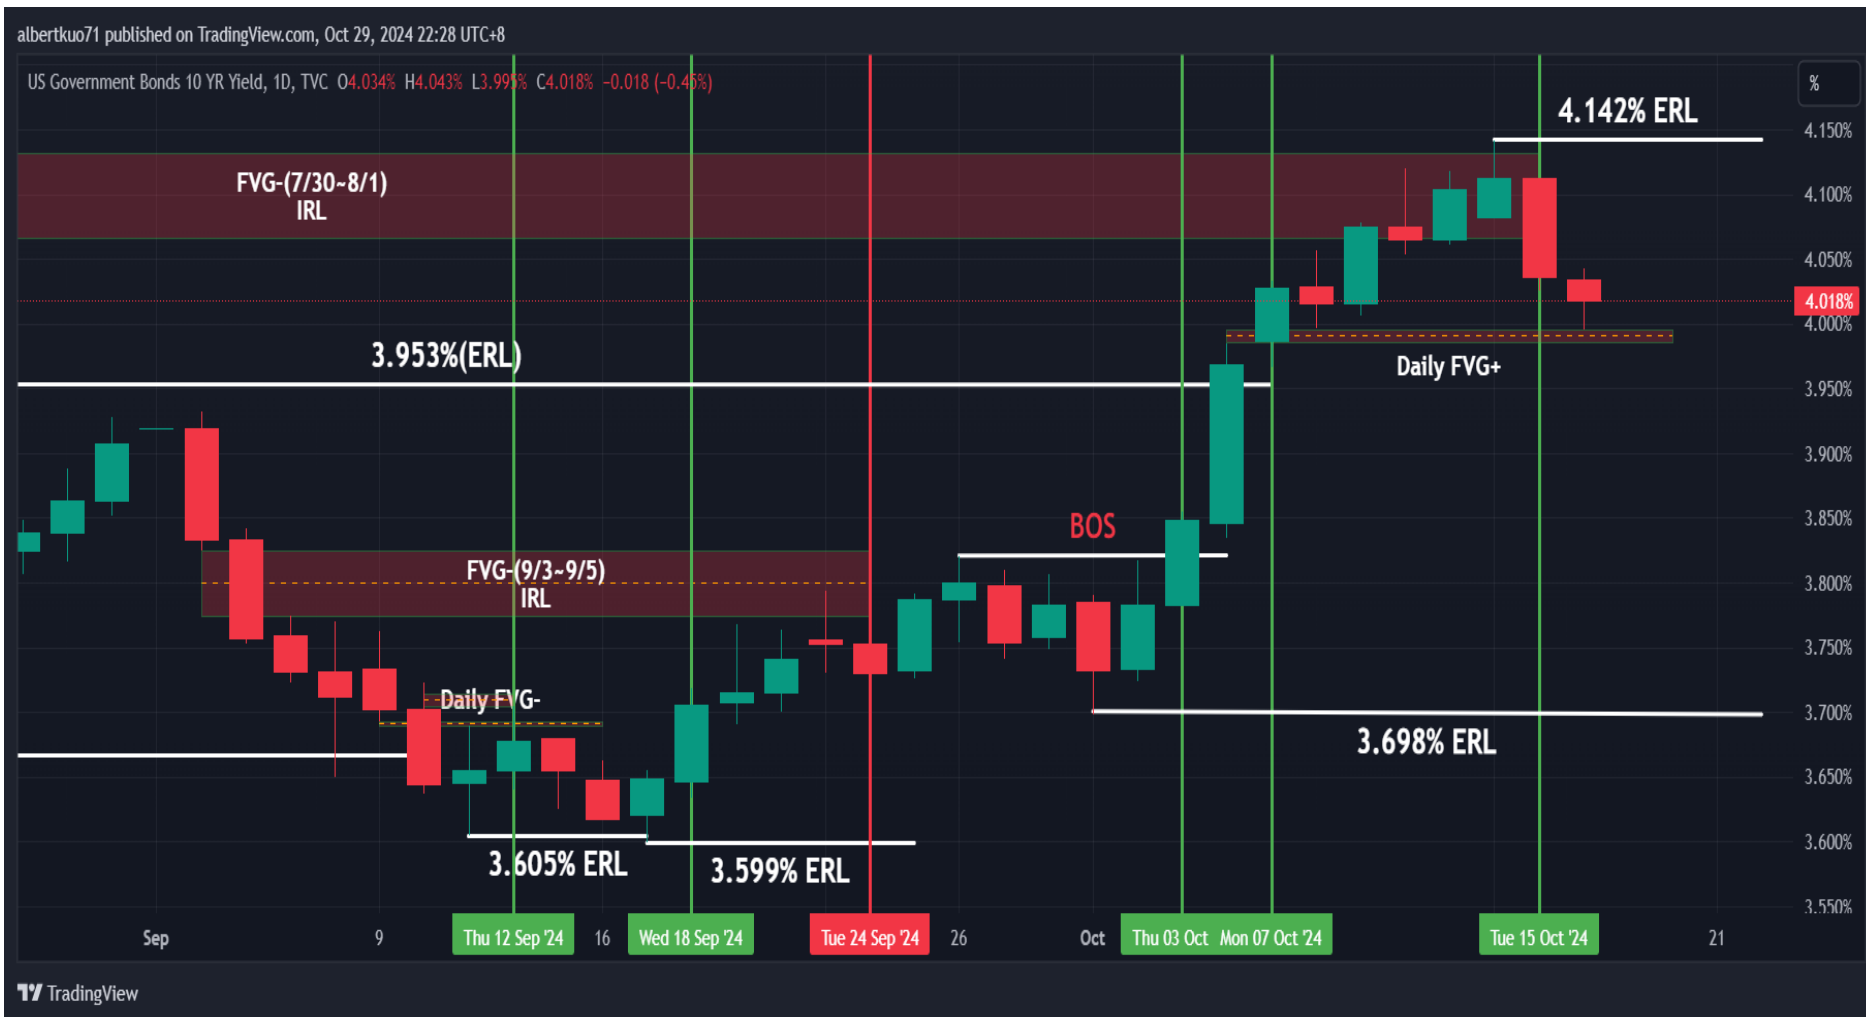 albertkuo71 published on TradingView.com, Oct 29, 2024 22:28 UTC+8
US Government Bonds 10 YR Yield, 1D, TVC O4.034% H4.043% L3.995% C4.018% −0.018 (−0.45%)
%
4.142% ERL
4.150%
FVG-(7/30~8/1)
IRL
4.100%
4.050%
4.018%
4.000%
3.953%(ERL)
Daily FVG+
3.950%
3.900%
BOS
3.850%
FVG-(9/3~9/5)
IRL
3.800%
3.750%
Daily FVG-
3.700%
3.698% ERL
3.650%
3.600%
3.605% ERL
3.599% ERL
3.550%
Sep 9 Thu 12 Sep '24 16 Wed 18 Sep '24 Tue 24 Sep '24 26 Oct Thu 03 Oct Mon 07 Oct '24 Tue 15 Oct '24 21
TradingView